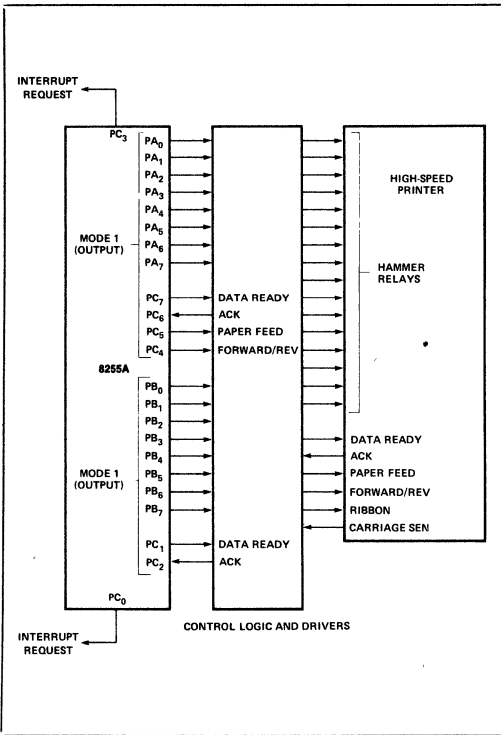 INTERRUPT
REQUEST
PC3
PA0
PA1
PA2
PA3
PA4
PA5
PA6
PA7
MODE 1
(OUTPUT)
PC7
PC6
PC5
PC4
DATA READY
ACK
PAPER FEED
FORWARD/REV
8255A
PB0
PB1
PB2
PB3
PB4
PB5
PB6
PB7
MODE 1
(OUTPUT)
PC1
PC2
DATA READY
ACK
PC0
INTERRUPT
REQUEST
CONTROL LOGIC AND DRIVERS
HIGH-SPEED
PRINTER
HAMMER
RELAYS
DATA READY
ACK
PAPER FEED
FORWARD/REV
RIBBON
CARRIAGE SEN